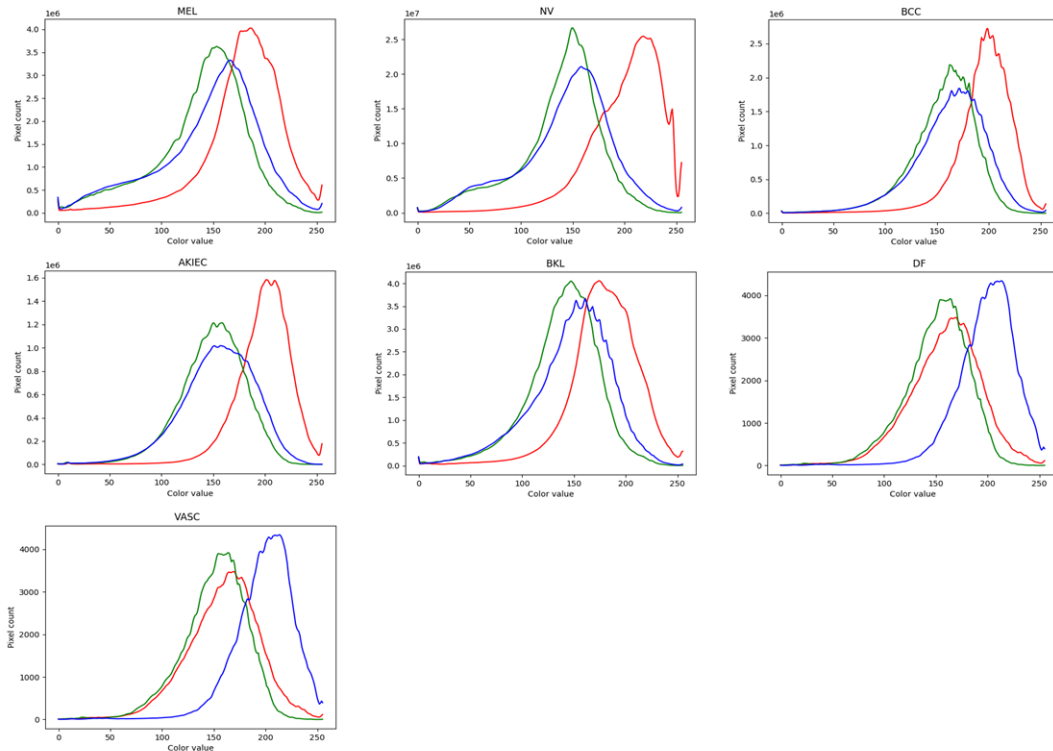 MEL
1e6
4.0
3.5
3.0
2.5
2.0
1.5
1.0
0.5
0.0
Pixel count
0 50 100 150 200 250
Color value
NV
1e7
2.5
2.0
1.5
1.0
0.5
0.0
Pixel count
0 50 100 150 200 250
Color value
BCC
1e6
2.5
2.0
1.5
1.0
0.5
0.0
Pixel count
0 50 100 150 200 250
Color value
AKIEC
1e6
1.6
1.4
1.2
1.0
0.8
0.6
0.4
0.2
0.0
Pixel count
0 50 100 150 200 250
Color value
BKL
1e6
4.0
3.5
3.0
2.5
2.0
1.5
1.0
0.5
0.0
Pixel count
0 50 100 150 200 250
Color value
DF
4000
3000
2000
1000
0
Pixel count
0 50 100 150 200 250
Color value
VASC
4000
3000
2000
1000
0
Pixel count
0 50 100 150 200 250
Color value